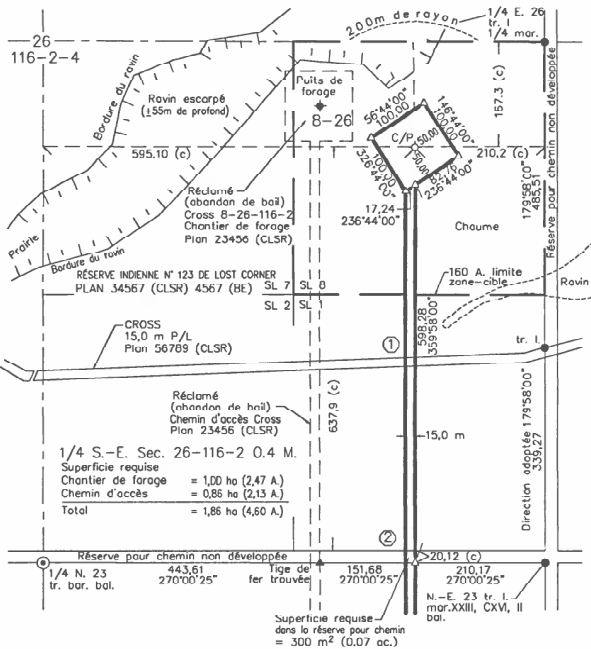 200m de rayon
1/4 E. 26
tr. I
1/4 mar.
26
116-2-4
Bordure du ravin
Ravin escarpé
(±55m de profond)
Puits de
forage
8-26
56°44'00"
100,00
146°44'00"
100,00
C/P
50,00
50,00
100,00
326°44'00"
82,76
236°44'00"
157,3 (c)
595,10 (c)
210,2 (c)
179°58'00"
485,51
Réserve pour chemin non développée
Réclamé
(abandon de bail)
Cross 8-26-116-2
Chantier de forage
Plan 23456 (CLSR)
17,24
236°44'00"
Chaume
Prairie
Bordure du ravin
RÉSERVE INDIENNE N° 123 DE LOST CORNER
PLAN 34567 (CLSR) 4567 (BE)
SL 7
SL 8
SL 2
SL 1
160 A. limite
zone-cible
Ravin
CROSS
15,0 m P/L
Plan 56789 (CLSR)
598,28
359°58'00"
1
tr. I.
Réclamé
(abandon de bail)
Chemin d'accès Cross
Plan 23456 (CLSR)
637,9 (c)
15,0 m
Direction adoptée 179°58'00"
339,27
1/4 S.-E. Sec. 26-116-2 O.4 M.
Superficie requise
Chantier de forage = 1,00 ha (2,47 A.)
Chemin d'accès = 0,86 ha (2,13 A.)
Total = 1,86 ha (4,60 A.)
2
Réserve pour chemin non développée
20,12 (c)
1/4 N. 23
tr. bar. bal.
443,61
270°00'25"
Tige de
fer trouvée
151,68
270°00'25"
210,17
270°00'25"
N.-E. 23 tr. I.
mar.XXIII, CXVI, II
bal.
Superficie requise
dans la réserve pour chemin
= 300 m² (0,07 ac.)